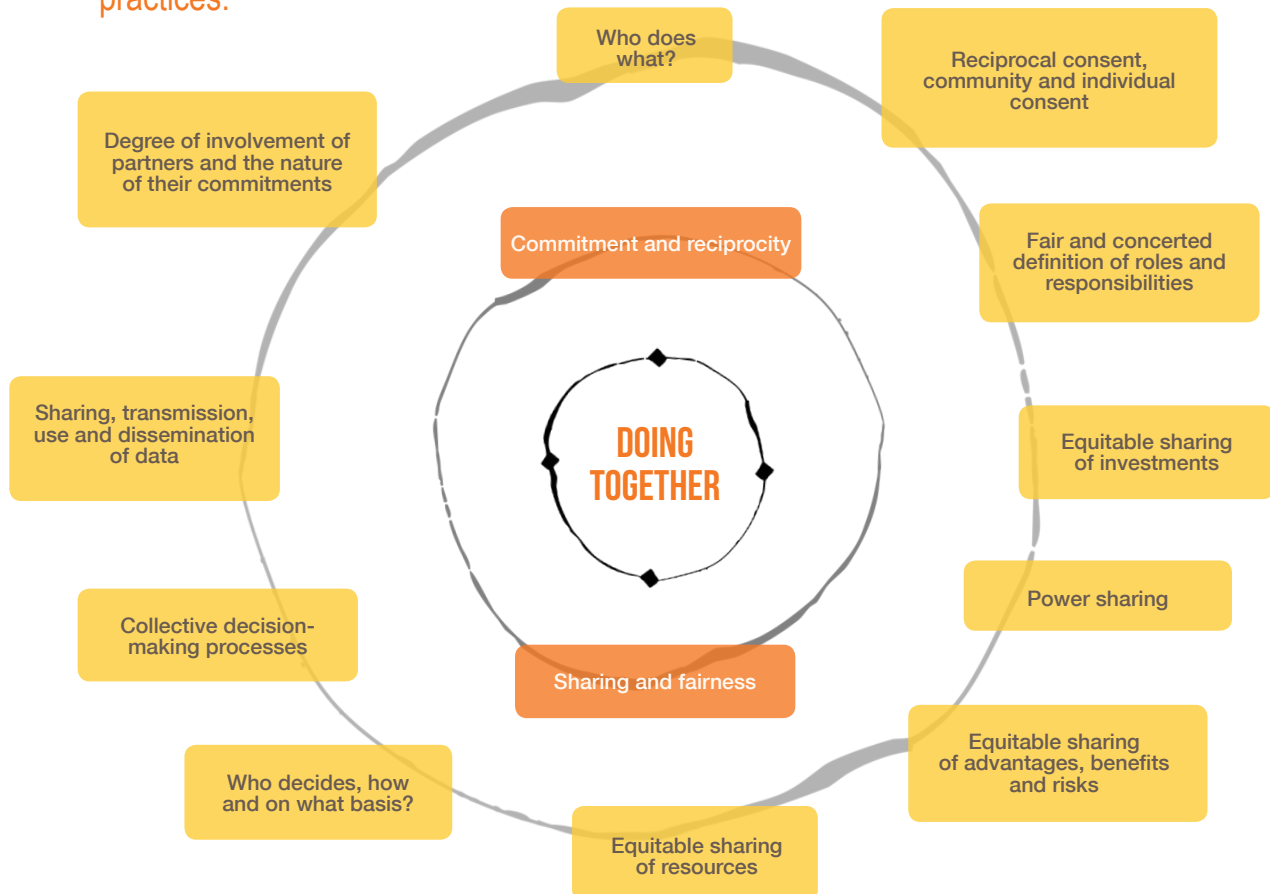 practices.
Who does
what?
Reciprocal consent,
community and individual
consent
Degree of involvement of
partners and the nature
of their commitments
Commitment and reciprocity
Fair and concerted
definition of roles and
responsibilities
Sharing, transmission,
use and dissemination
of data
DOING
TOGETHER
Equitable sharing
of investments
Power sharing
Collective decision-
making processes
Sharing and fairness
Equitable sharing
of advantages, benefits
and risks
Who decides, how
and on what basis?
Equitable sharing
of resources